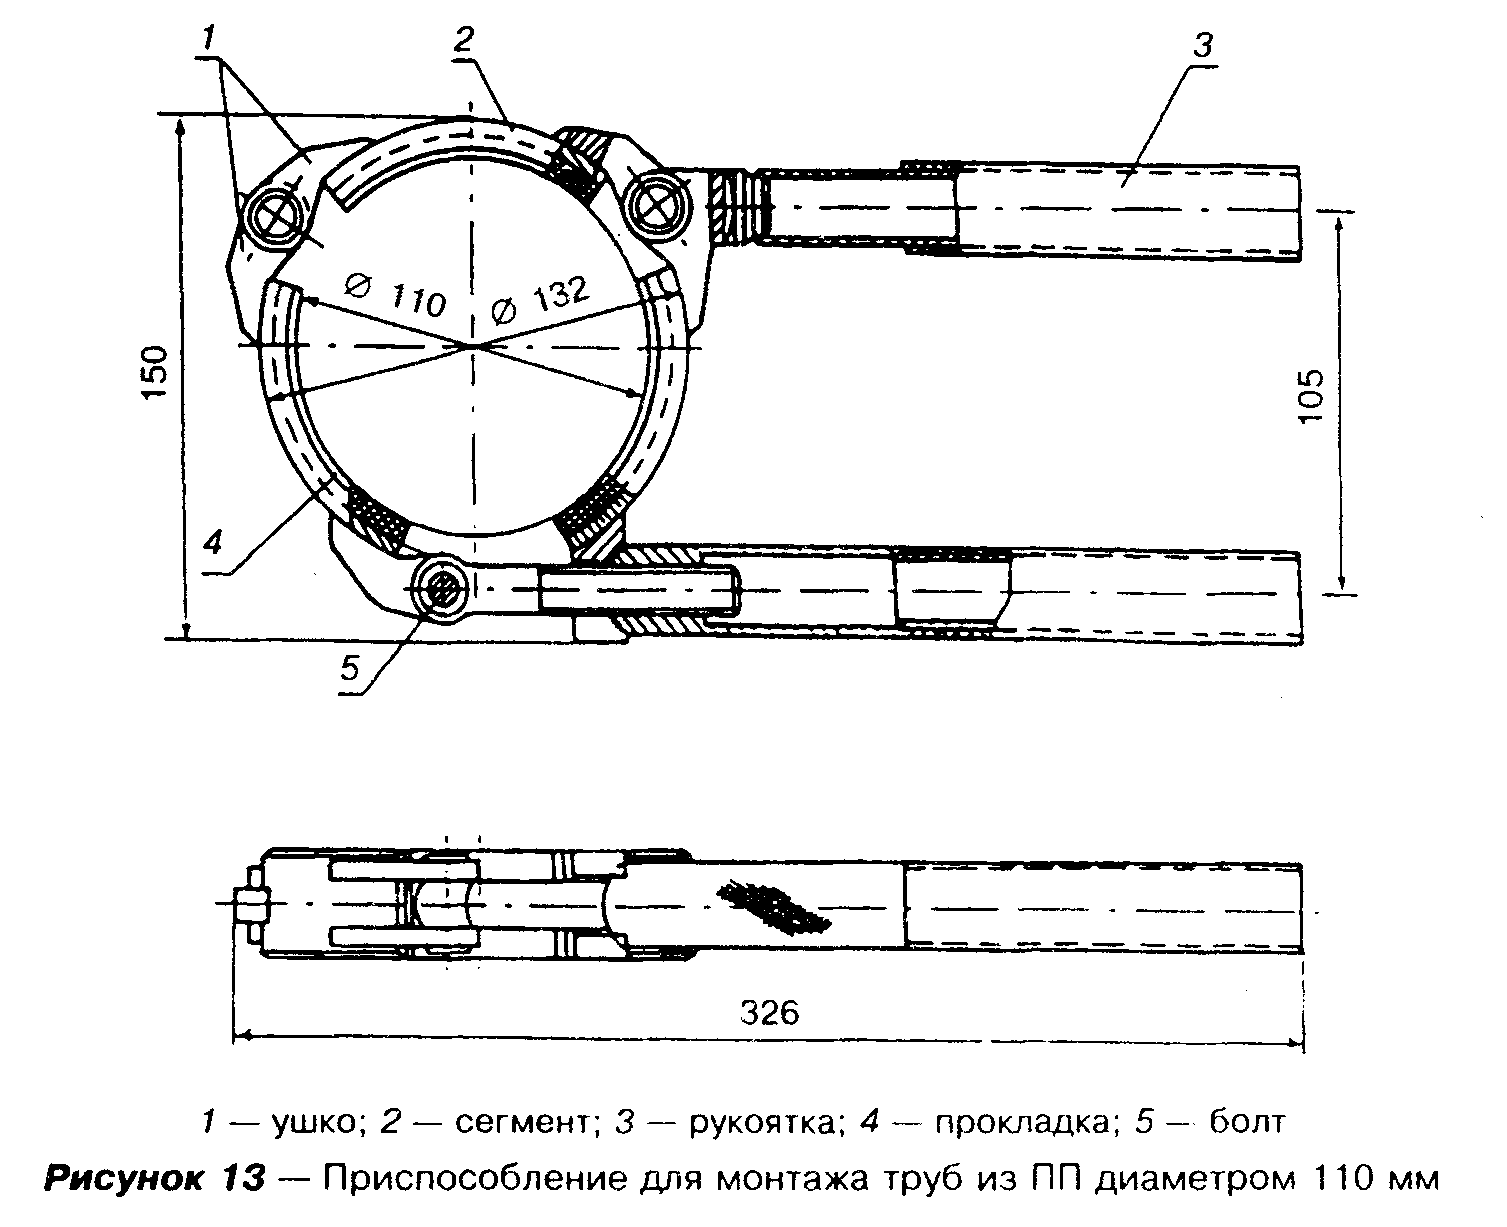 1
2
3
Ø 110
Ø 132
150
105
4
5
326
1 — ушко; 2 — сегмент; 3 — рукоятка; 4 — прокладка; 5 — болт
Рисунок 13 — Приспособление для монтажа труб из ПП диаметром 110 мм